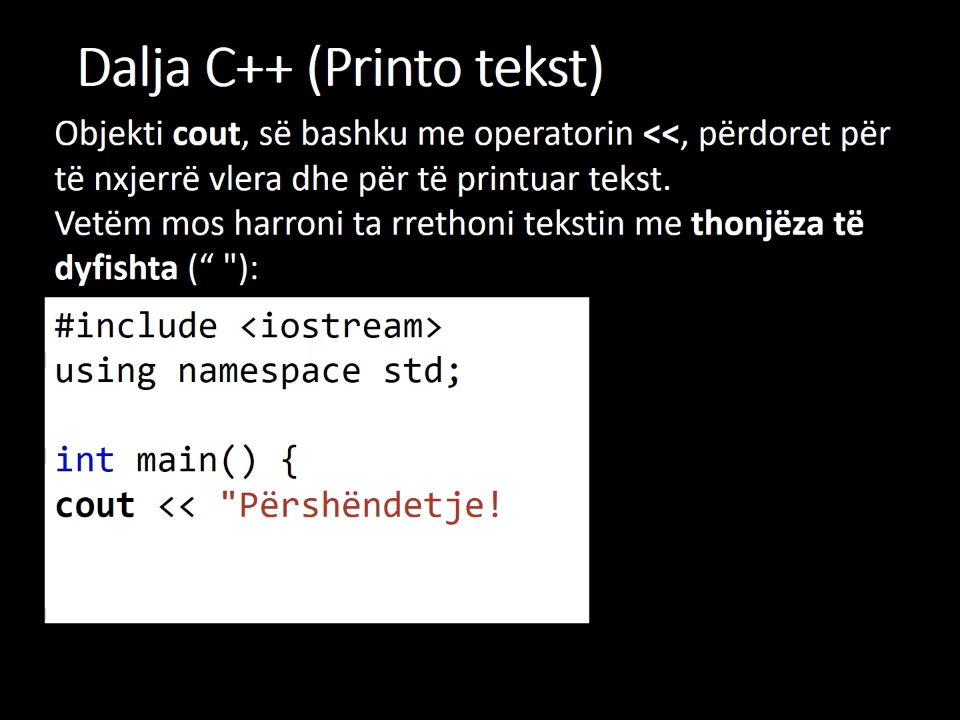 Dalja C++ (Printo tekst)
Objekti cout, së bashku me operatorin <<, përdoret për
të nxjerrë vlera dhe për të printuar tekst.
Vetëm mos harroni ta rrethoni tekstin me thonjëza të
dyfishta (“ "):
#include <iostream>
using namespace std;
int main() {
cout << "Përshëndetje!